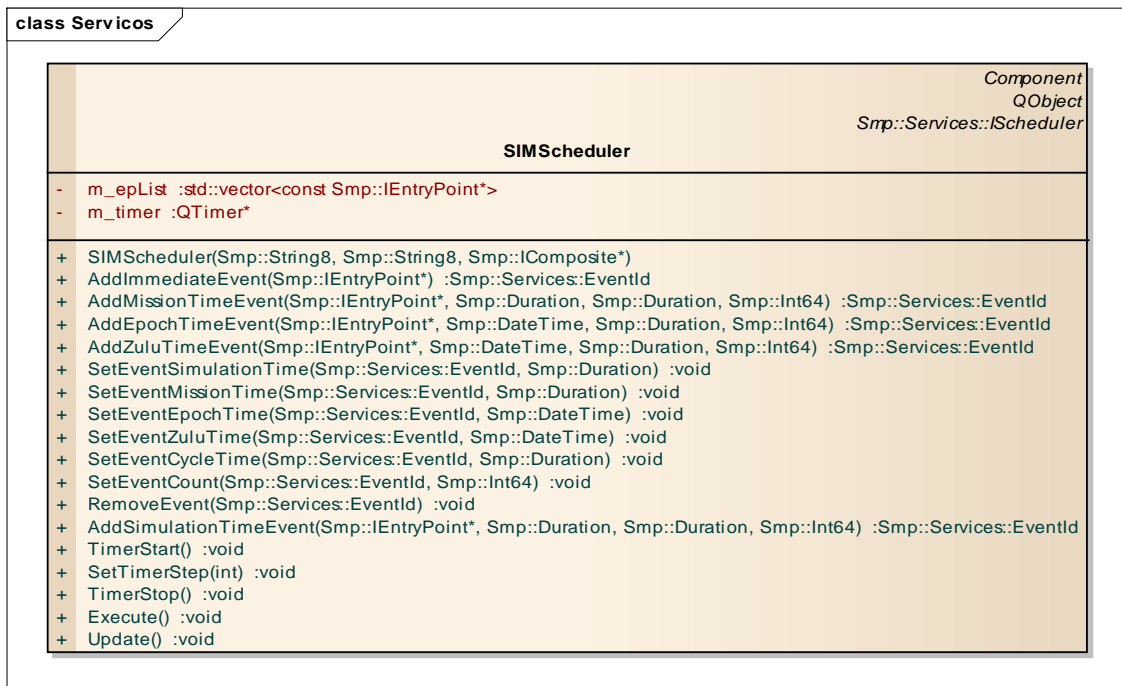 class Servicos
Component
QObject
Smp::Services::IScheduler
SIMScheduler
- m_epList :std::vector<const Smp::IEntryPoint*>
- m_timer :QTimer*
+ SIMScheduler(Smp::String8, Smp::String8, Smp::IComposite*)
+ AddImmediateEvent(Smp::IEntryPoint*) :Smp::Services::EventId
+ AddMissionTimeEvent(Smp::IEntryPoint*, Smp::Duration, Smp::Duration, Smp::Int64) :Smp::Services::EventId
+ AddEpochTimeEvent(Smp::IEntryPoint*, Smp::DateTime, Smp::Duration, Smp::Int64) :Smp::Services::EventId
+ AddZuluTimeEvent(Smp::IEntryPoint*, Smp::DateTime, Smp::Duration, Smp::Int64) :Smp::Services::EventId
+ SetEventSimulationTime(Smp::Services::EventId, Smp::Duration) :void
+ SetEventMissionTime(Smp::Services::EventId, Smp::Duration) :void
+ SetEventEpochTime(Smp::Services::EventId, Smp::DateTime) :void
+ SetEventZuluTime(Smp::Services::EventId, Smp::DateTime) :void
+ SetEventCycleTime(Smp::Services::EventId, Smp::Duration) :void
+ SetEventCount(Smp::Services::EventId, Smp::Int64) :void
+ RemoveEvent(Smp::Services::EventId) :void
+ AddSimulationTimeEvent(Smp::IEntryPoint*, Smp::Duration, Smp::Duration, Smp::Int64) :Smp::Services::EventId
+ TimerStart() :void
+ SetTimerStep(int) :void
+ TimerStop() :void
+ Execute() :void
+ Update() :void